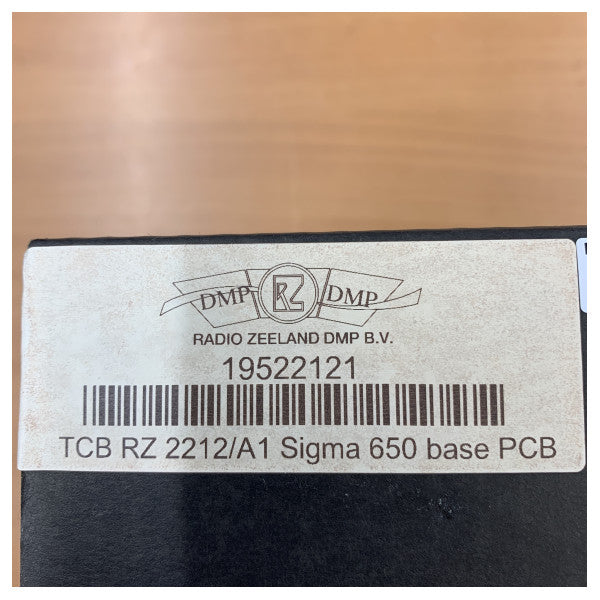 DMP RZ DMP
RADIO ZEELAND DMP B.V.
19522121
TCB RZ 2212/A1 Sigma 650 base PCB